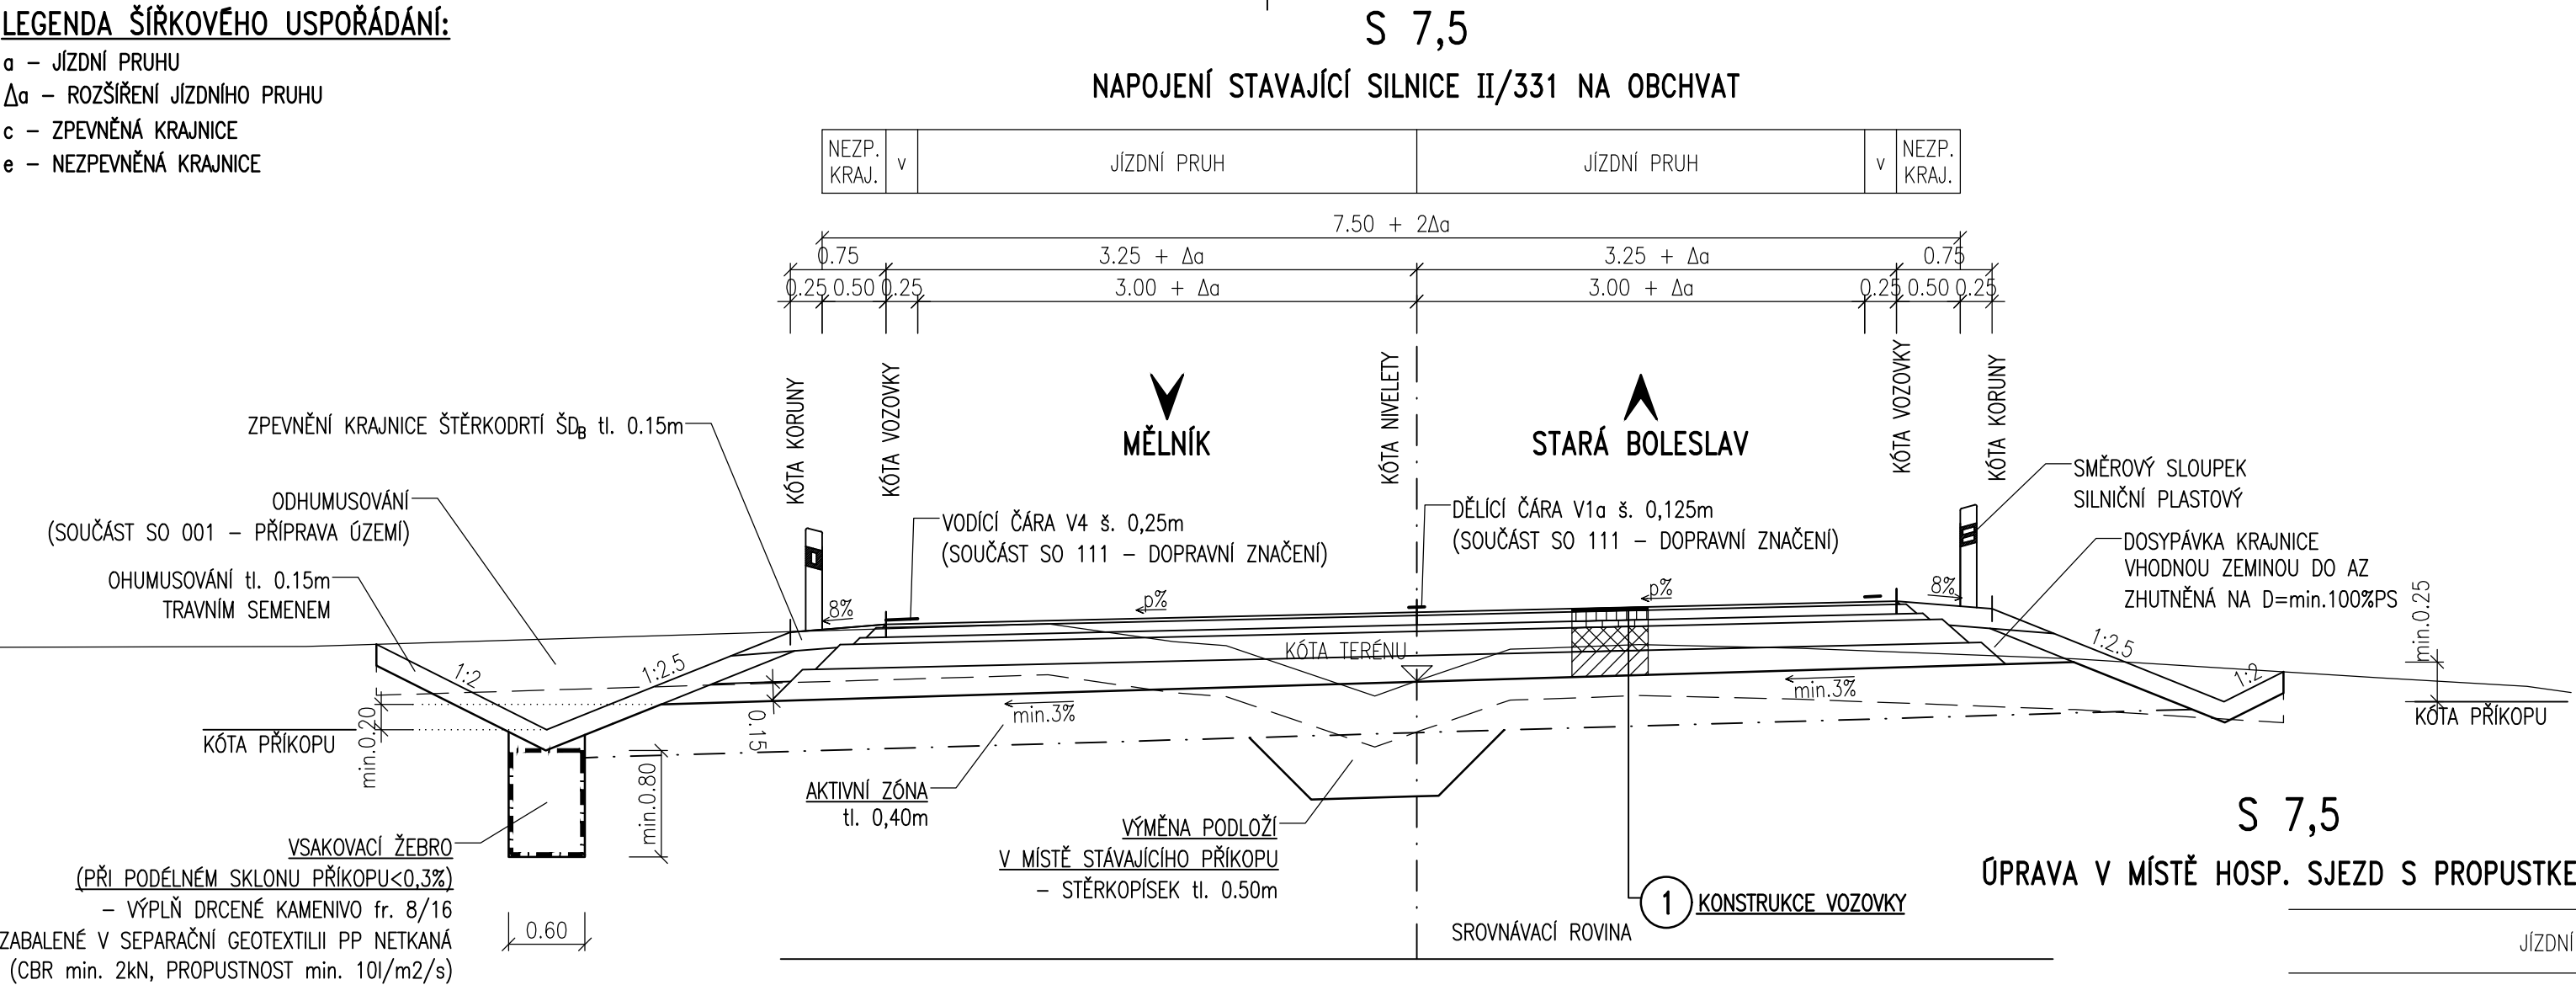 LEGENDA ŠÍŘKOVÉHO USPOŘÁDÁNÍ:
a – JÍZDNÍ PRUHU
Δa – ROZŠÍŘENÍ JÍZDNÍHO PRUHU
c – ZPEVNĚNÁ KRAJNICE
e – NEZPEVNĚNÁ KRAJNICE
S 7,5
NAPOJENÍ STAVAJÍCÍ SILNICE II/331 NA OBCHVAT
NEZP.
KRAJ.
v
JÍZDNÍ PRUH
JÍZDNÍ PRUH
v
NEZP.
KRAJ.
7.50 + 2Δa
0.75
3.25 + Δa
3.25 + Δa
0.75
0.25
0.50
0.25
3.00 + Δa
3.00 + Δa
0.25
0.50
0.25
KÓTA KORUNY
KÓTA VOZOVKY
KÓTA NIVELETY
KÓTA VOZOVKY
KÓTA KORUNY
MĚLNÍK
STARÁ BOLESLAV
ZPEVNĚNÍ KRAJNICE ŠTĚRKODRTÍ ŠDB tl. 0.15m
ODHUMUSOVÁNÍ
(SOUČÁST SO 001 – PŘÍPRAVA ÚZEMÍ)
OHUMUSOVÁNÍ tl. 0.15m
TRAVNÍM SEMENEM
VODÍCÍ ČÁRA V4 š. 0,25m
(SOUČÁST SO 111 – DOPRAVNÍ ZNAČENÍ)
DĚLÍCÍ ČÁRA V1a š. 0,125m
(SOUČÁST SO 111 – DOPRAVNÍ ZNAČENÍ)
SMĚROVÝ SLOUPEK
SILNIČNÍ PLASTOVÝ
DOSYPÁVKA KRAJNICE
VHODNOU ZEMINOU DO AZ
ZHUTNĚNÁ NA D=min.100%PS
8%
p%
p%
8%
min.0.25
1:2
1:2.5
KÓTA TERÉNU
1:2.5
1:2
min.3%
min.3%
KÓTA PŘÍKOPU
min.0.20
0.15
min.0.80
KÓTA PŘÍKOPU
AKTIVNÍ ZÓNA
tl. 0,40m
VÝMĚNA PODLOŽÍ
V MÍSTĚ STÁVAJÍCÍHO PŘÍKOPU
– STĚRKOPÍSEK tl. 0.50m
VSAKOVACÍ ŽEBRO
(PŘI PODÉLNÉM SKLONU PŘÍKOPU<0,3%)
– VÝPLŇ DRCENÉ KAMENIVO fr. 8/16
ZABALENÉ V SEPARAČNÍ GEOTEXTILII PP NETKANÁ
(CBR min. 2kN, PROPUSTNOST min. 10l/m2/s)
0.60
1 KONSTRUKCE VOZOVKY
SROVNÁVACÍ ROVINA
S 7,5
ÚPRAVA V MÍSTĚ HOSP. SJEZD S PROPUSTKE
JÍZDNÍ